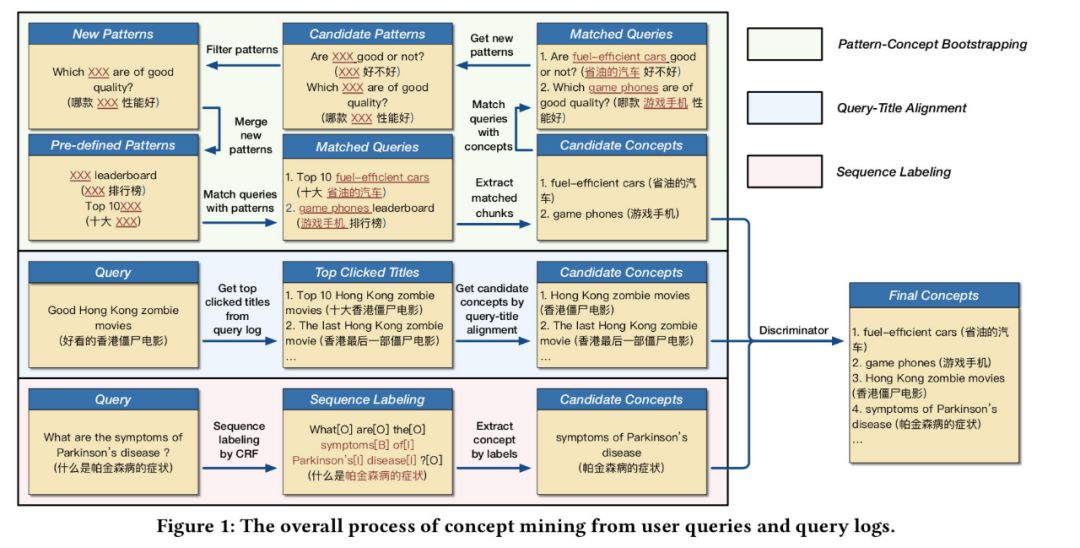 New Patterns
Which XXX are of good
quality?
(哪款 XXX 性能好)
Filter patterns
Candidate Patterns
Are XXX good or not?
(XXX 好不好)
Which XXX are of good
quality?
(哪款 XXX 性能好)
Get new
patterns
Matched Queries
1. Are fuel-efficient cars good
or not? (省油的汽车 好不好)
2. Which game phones are of
good quality? (哪款 游戏手机 性
能好)
Merge
new
patterns
Match
queries
with
concepts
Pre-defined Patterns
XXX leaderboard
(XXX 排行榜)
Top 10XXX
(十大 XXX)
Match queries
with patterns
Matched Queries
1. Top 10 fuel-efficient cars
(十大 省油的汽车)
2. game phones leaderboard
(游戏手机 排行榜)
Extract
matched
chunks
Candidate Concepts
1. fuel-efficient cars (省油的汽
车)
2. game phones (游戏手机)
Query
Good Hong Kong zombie
movies
(好看的香港僵尸电影)
Get top
clicked titles
from
query log
Top Clicked Titles
1. Top 10 Hong Kong zombie
movies (十大香港僵尸电影)
2. The last Hong Kong zombie
movie (香港最后一部僵尸电影)
...
Get candidate
concepts by
query-title
alignment
Candidate Concepts
1. Hong Kong zombie movies
(香港僵尸电影)
2. The last Hong Kong zombie
movie (香港最后一部僵尸电影)
...
Query
What are the symptoms of
Parkinson's disease ?
(什么是帕金森病的症状)
Sequence
labeling
by CRF
Sequence Labeling
What[O] are[O] the[O]
symptoms[B] of[I]
Parkinson's[I] disease[I] ?[O]
(什么是帕金森病的症状)
Extract
concept
by labels
Candidate Concepts
symptoms of Parkinson's
disease
(帕金森病的症状)
Discriminator
Final Concepts
1. fuel-efficient cars (省油的汽
车)
2. game phones (游戏手机)
3. Hong Kong zombie movies
(香港僵尸电影)
4. symptoms of Parkinson's
disease (帕金森病的症状)
...
Pattern-Concept Bootstrapping
Query-Title Alignment
Sequence Labeling
Figure 1: The overall process of concept mining from user queries and query logs.